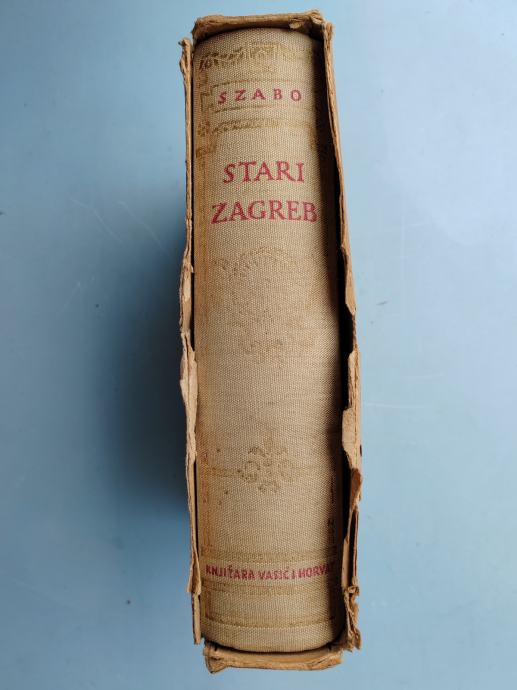 SZABO
STARI
ZAGREB
KNJIŽARA VASIĆ I HORVAT